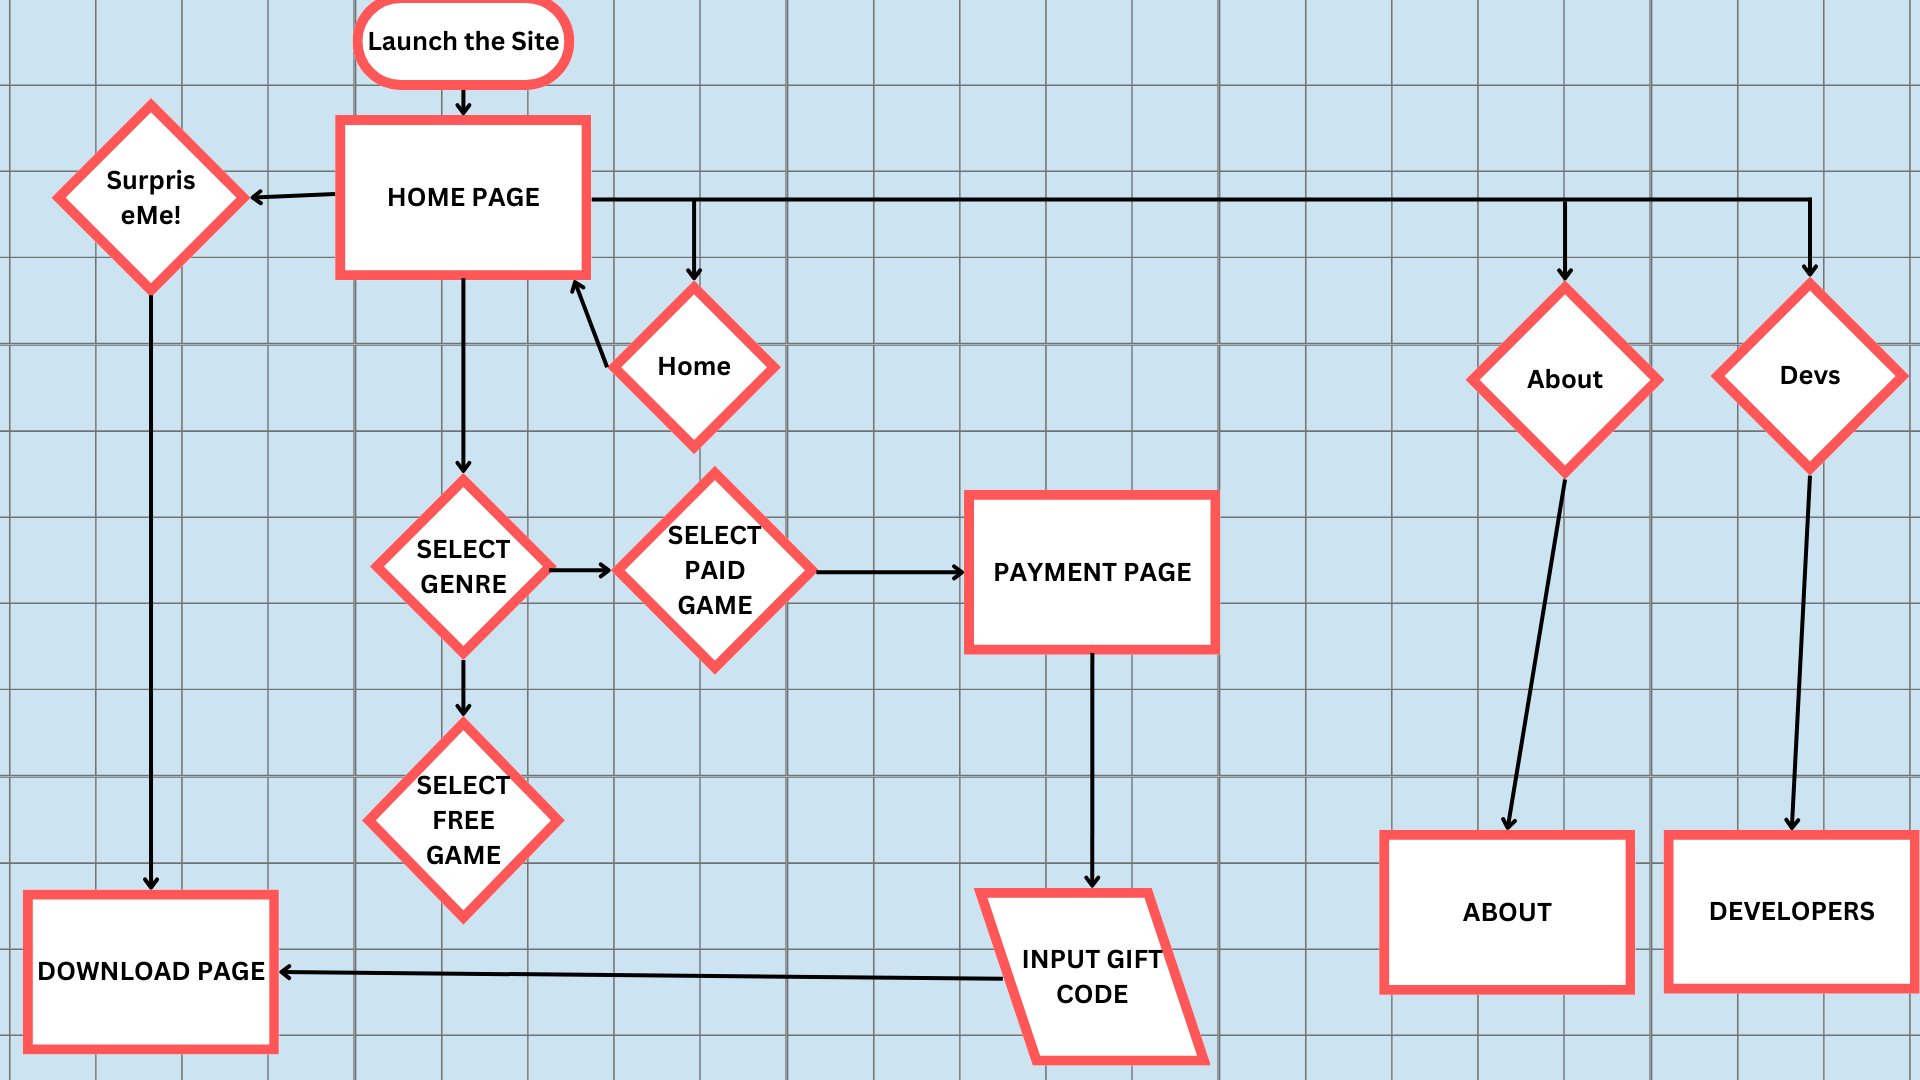 Launch the Site
Surpris
eMe!
HOME PAGE
Home
About
Devs
SELECT
GENRE
SELECT
PAID
GAME
PAYMENT PAGE
SELECT
FREE
GAME
DOWNLOAD PAGE
INPUT GIFT
CODE
ABOUT
DEVELOPERS